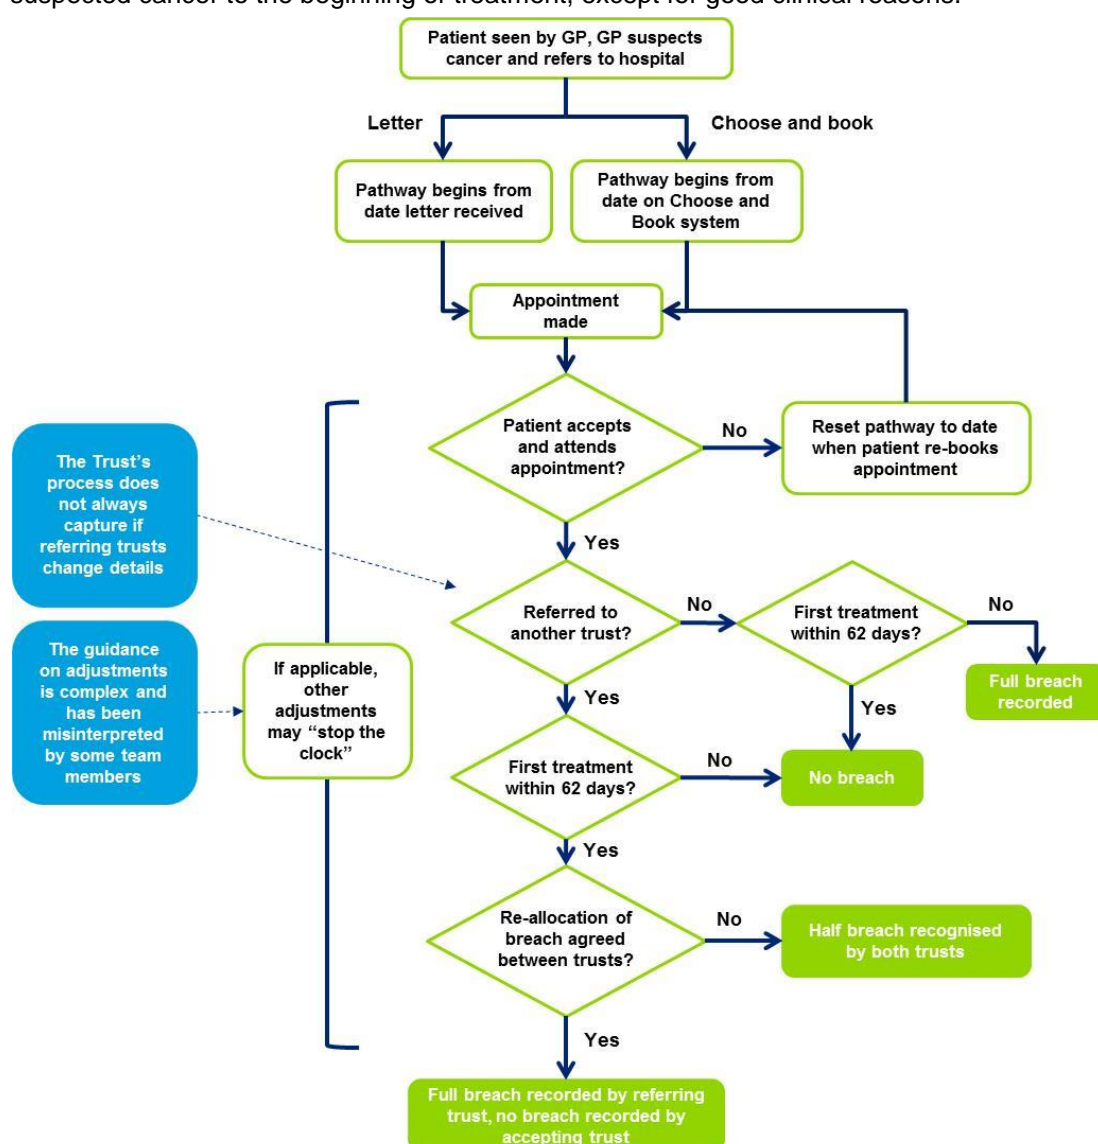 suspected cancer to the beginning of treatment, except for good clinical reasons.
Patient seen by GP, GP suspects
cancer and refers to hospital
Letter
Choose and book
Pathway begins from
date letter received
Pathway begins from
date on Choose and
Book system
Appointment
made
Patient accepts
and attends
appointment?
No
Reset pathway to date
when patient re-books
appointment
The Trust's
process does
not always
capture if
referring trusts
change details
Yes
Referred to
another trust?
No
First treatment
within 62 days?
No
Full breach
recorded
Yes
The guidance
on adjustments
is complex and
has been
misinterpreted
by some team
members
If applicable,
other
adjustments
may “stop the
clock”
Yes
First treatment
within 62 days?
No
No breach
Yes
Re-allocation of
breach agreed
between trusts?
No
Half breach recognised
by both trusts
Yes
Full breach recorded by referring
trust, no breach recorded by
accepting trust